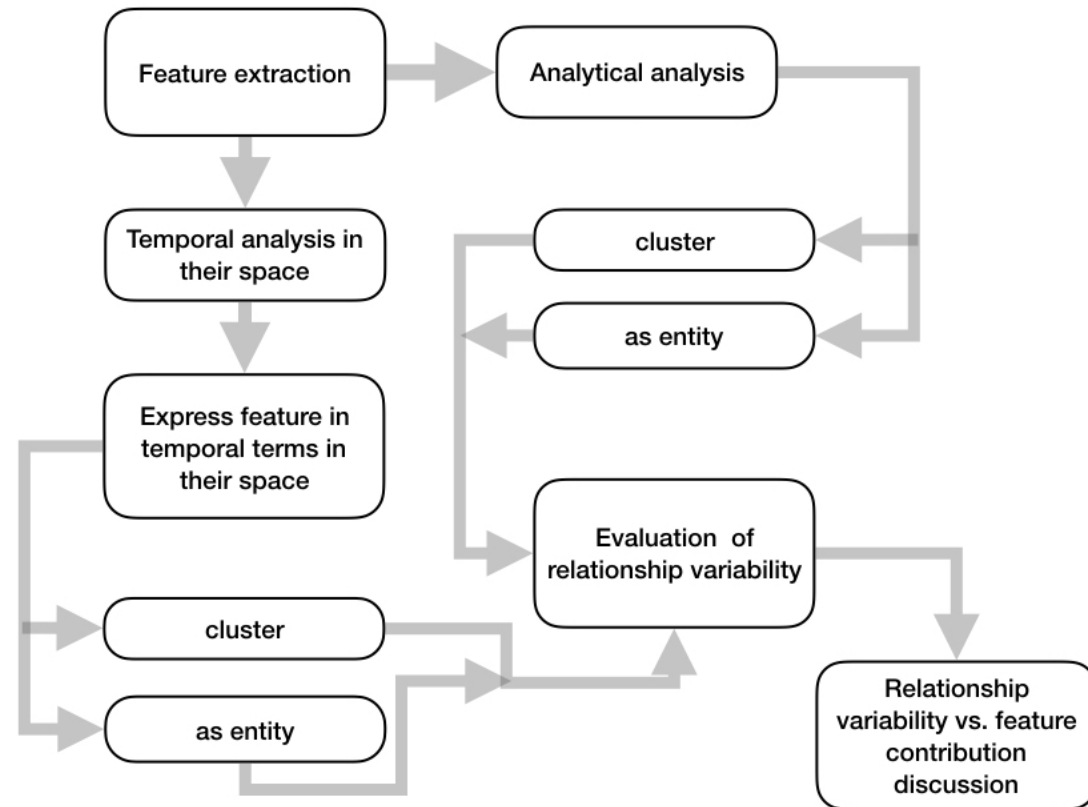 Feature extraction
Analytical analysis
Temporal analysis in
their space
cluster
as entity
Express feature in
temporal terms in
their space
Evaluation of
relationship variability
cluster
as entity
Relationship
variability vs. feature
contribution
discussion